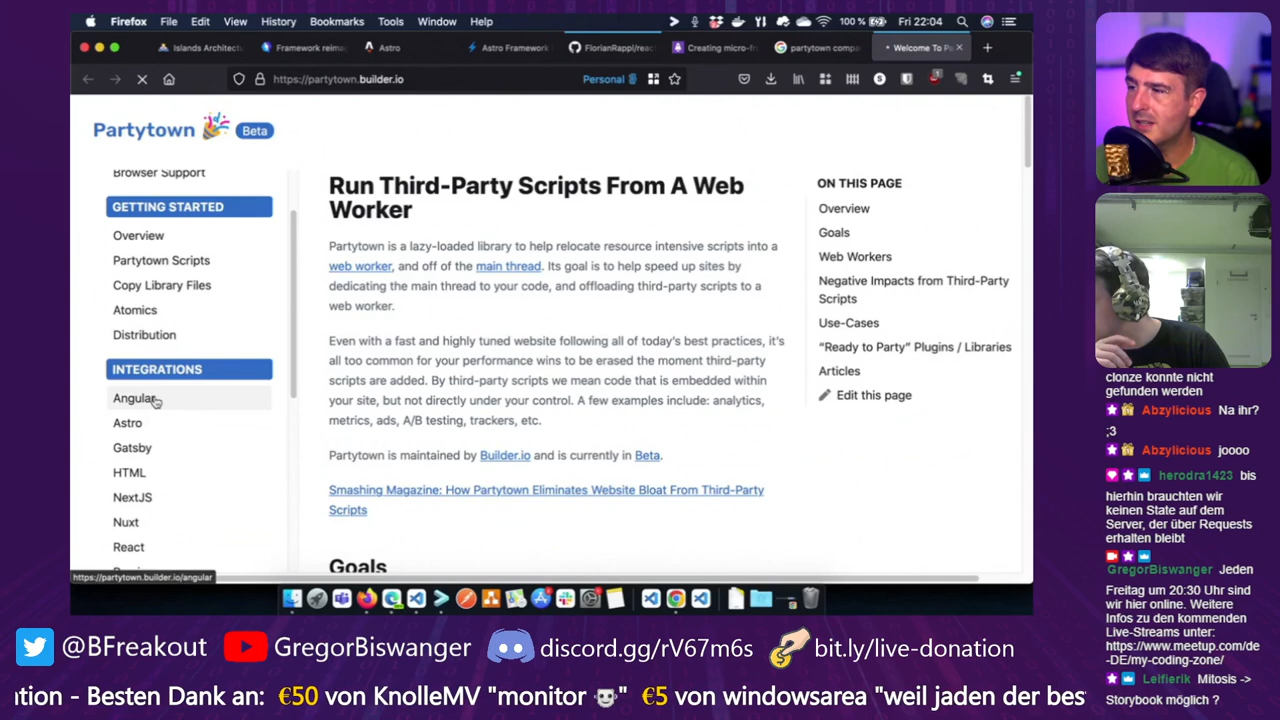 Firefox File Edit View History Bookmarks Tools Window Help
100 % Fri 22:04
Islands Architect
Framework reima
Astro
Astro Framework
FlorianRappl/reac
Creating micro-fr
partytown compa
Welcome To Pa
https://partytown.builder.io
Personal
Partytown Beta
Browser Support
GETTING STARTED
Overview
Partytown Scripts
Copy Library Files
Atomics
Distribution
INTEGRATIONS
Angular
Astro
Gatsby
HTML
NextJS
Nuxt
React
https://partytown.builder.io/angular
Run Third-Party Scripts From A Web
Worker
Partytown is a lazy-loaded library to help relocate resource intensive scripts into a
web worker, and off of the main thread. Its goal is to help speed up sites by
dedicating the main thread to your code, and offloading third-party scripts to a
web worker.
Even with a fast and highly tuned website following all of today's best practices, it's
all too common for your performance wins to be erased the moment third-party
scripts are added. By third-party scripts we mean code that is embedded within
your site, but not directly under your control. A few examples include: analytics,
metrics, ads, A/B testing, trackers, etc.
Partytown is maintained by Builder.io and is currently in Beta.
Smashing Magazine: How Partytown Eliminates Website Bloat From Third-Party
Scripts
Goals
ON THIS PAGE
Overview
Goals
Web Workers
Negative Impacts from Third-Party
Scripts
Use-Cases
"Ready to Party" Plugins / Libraries
Articles
Edit this page
clonze konnte nicht
gefunden werden
Abzylicious Na ihr?
;3
Abzylicious joooo
herodra1423 bis
hierhin brauchten wir
keinen State auf dem
Server, der über Requests
erhalten bleibt
GregorBiswanger Jeden
Freitag um 20:30 Uhr sind
wir hier online. Weitere
Infos zu den kommenden
Live-Streams unter:
https://www.meetup.com/de
-DE/my-coding-zone/
Lelfierik Mitosis ->
Storybook möglich ?
@BFreakout
GregorBiswanger
discord.gg/rV67m6s
bit.ly/live-donation
tion - Besten Dank an: €50 von KnolleMV "monitor " €5 von windowsarea "weil jaden der bes